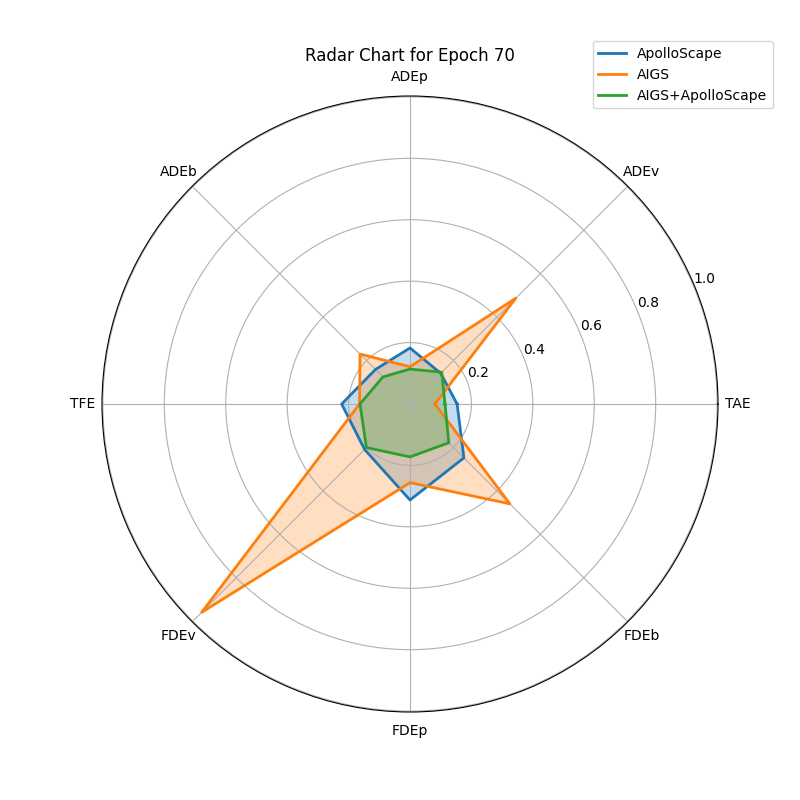 Radar Chart for Epoch 70
ApolloScape
AIGS
AIGS+ApolloScape
ADEp
ADEb
ADEv
1.0
0.8
0.6
0.4
0.2
TFE
TAE
FDEv
FDEb
FDEp